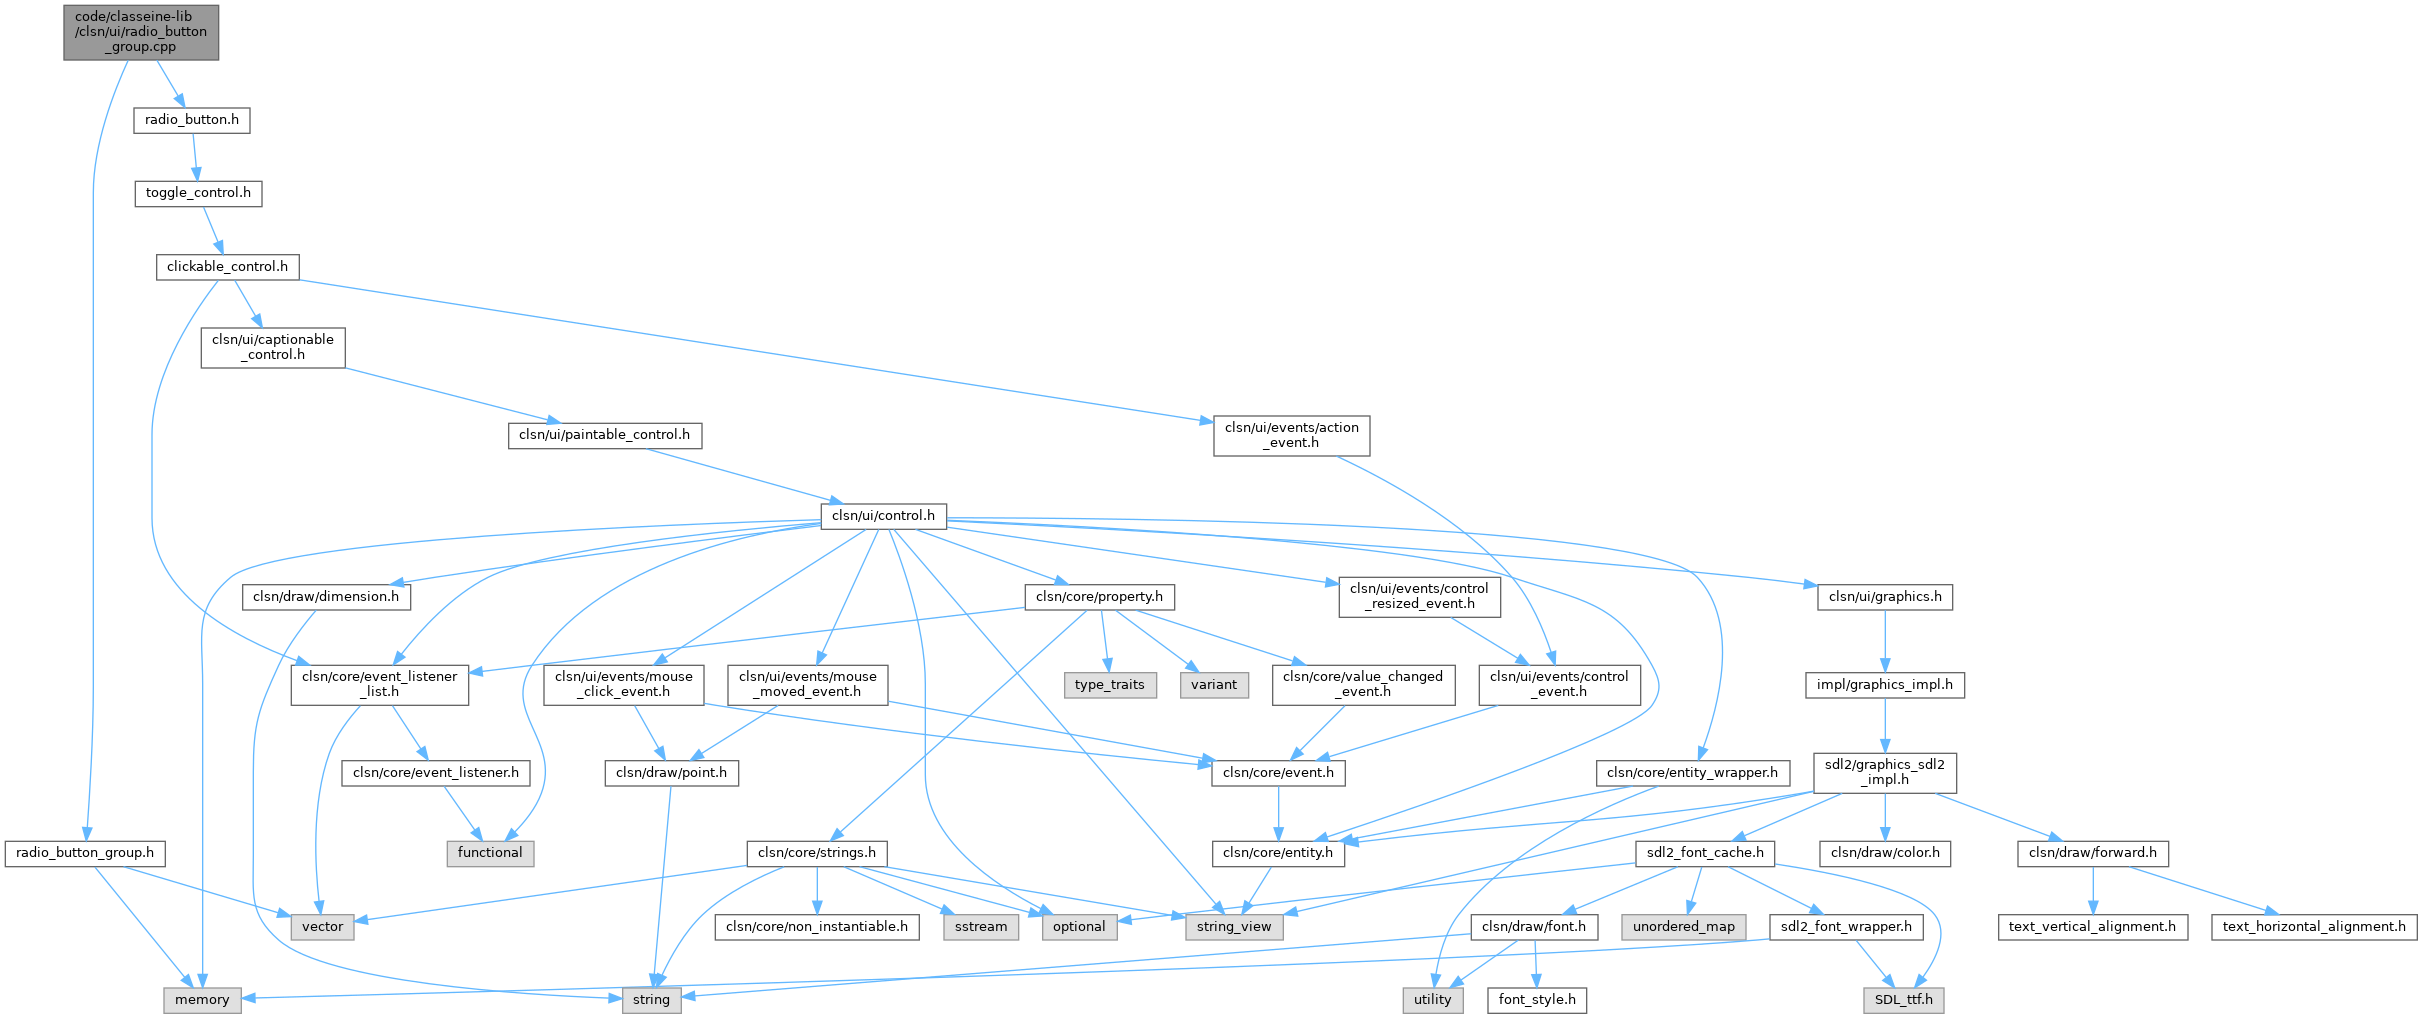 code/classeine-lib
/clsn/ui/radio_button
_group.cpp
radio_button.h
toggle_control.h
clickable_control.h
clsn/ui/captionable
_control.h
clsn/ui/paintable_control.h
clsn/ui/events/action
_event.h
clsn/ui/control.h
clsn/draw/dimension.h
clsn/core/property.h
clsn/ui/events/control
_resized_event.h
clsn/ui/graphics.h
clsn/core/event_listener
_list.h
clsn/ui/events/mouse
_click_event.h
clsn/ui/events/mouse
_moved_event.h
type_traits
variant
clsn/core/value_changed
_event.h
clsn/ui/events/control
_event.h
impl/graphics_impl.h
clsn/core/event_listener.h
clsn/draw/point.h
clsn/core/event.h
clsn/core/entity_wrapper.h
sdl2/graphics_sdl2
_impl.h
radio_button_group.h
functional
clsn/core/strings.h
clsn/core/entity.h
sdl2_font_cache.h
clsn/draw/color.h
clsn/draw/forward.h
vector
clsn/core/non_instantiable.h
sstream
optional
string_view
clsn/draw/font.h
unordered_map
sdl2_font_wrapper.h
text_vertical_alignment.h
text_horizontal_alignment.h
memory
string
utility
font_style.h
SDL_ttf.h